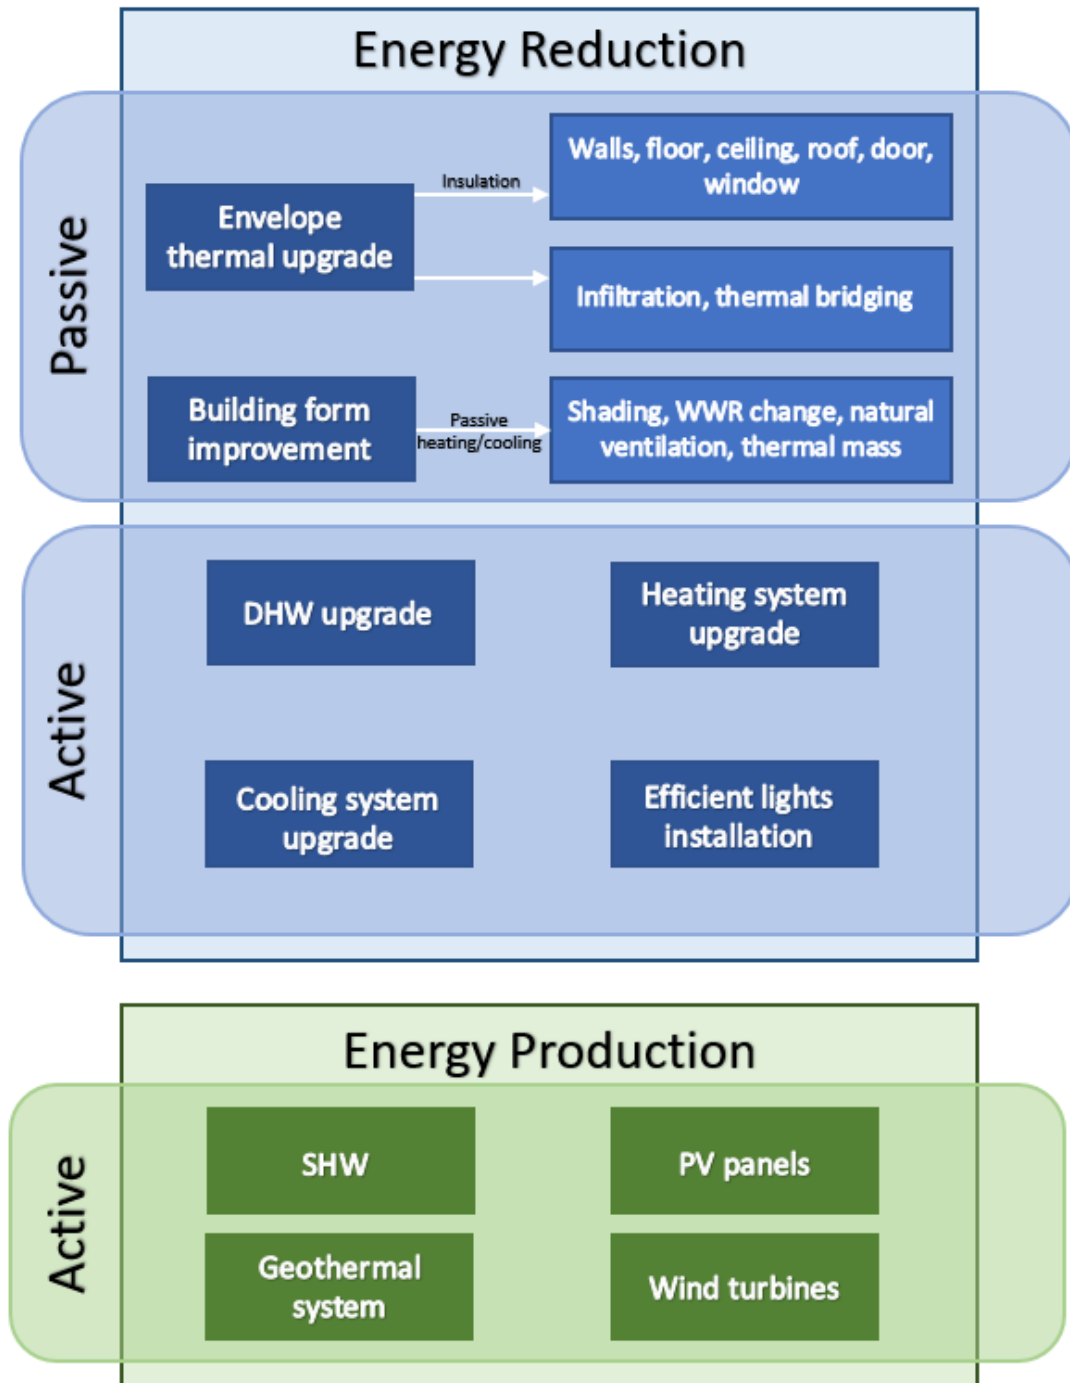 Energy Reduction
Passive
Envelope
thermal upgrade
Insulation
Walls, floor, ceiling, roof, door,
window
Infiltration, thermal bridging
Building form
improvement
Passive
heating/cooling
Shading, WWR change, natural
ventilation, thermal mass
Active
DHW upgrade
Heating system
upgrade
Cooling system
upgrade
Efficient lights
installation
Energy Production
Active
SHW
PV panels
Geothermal
system
Wind turbines